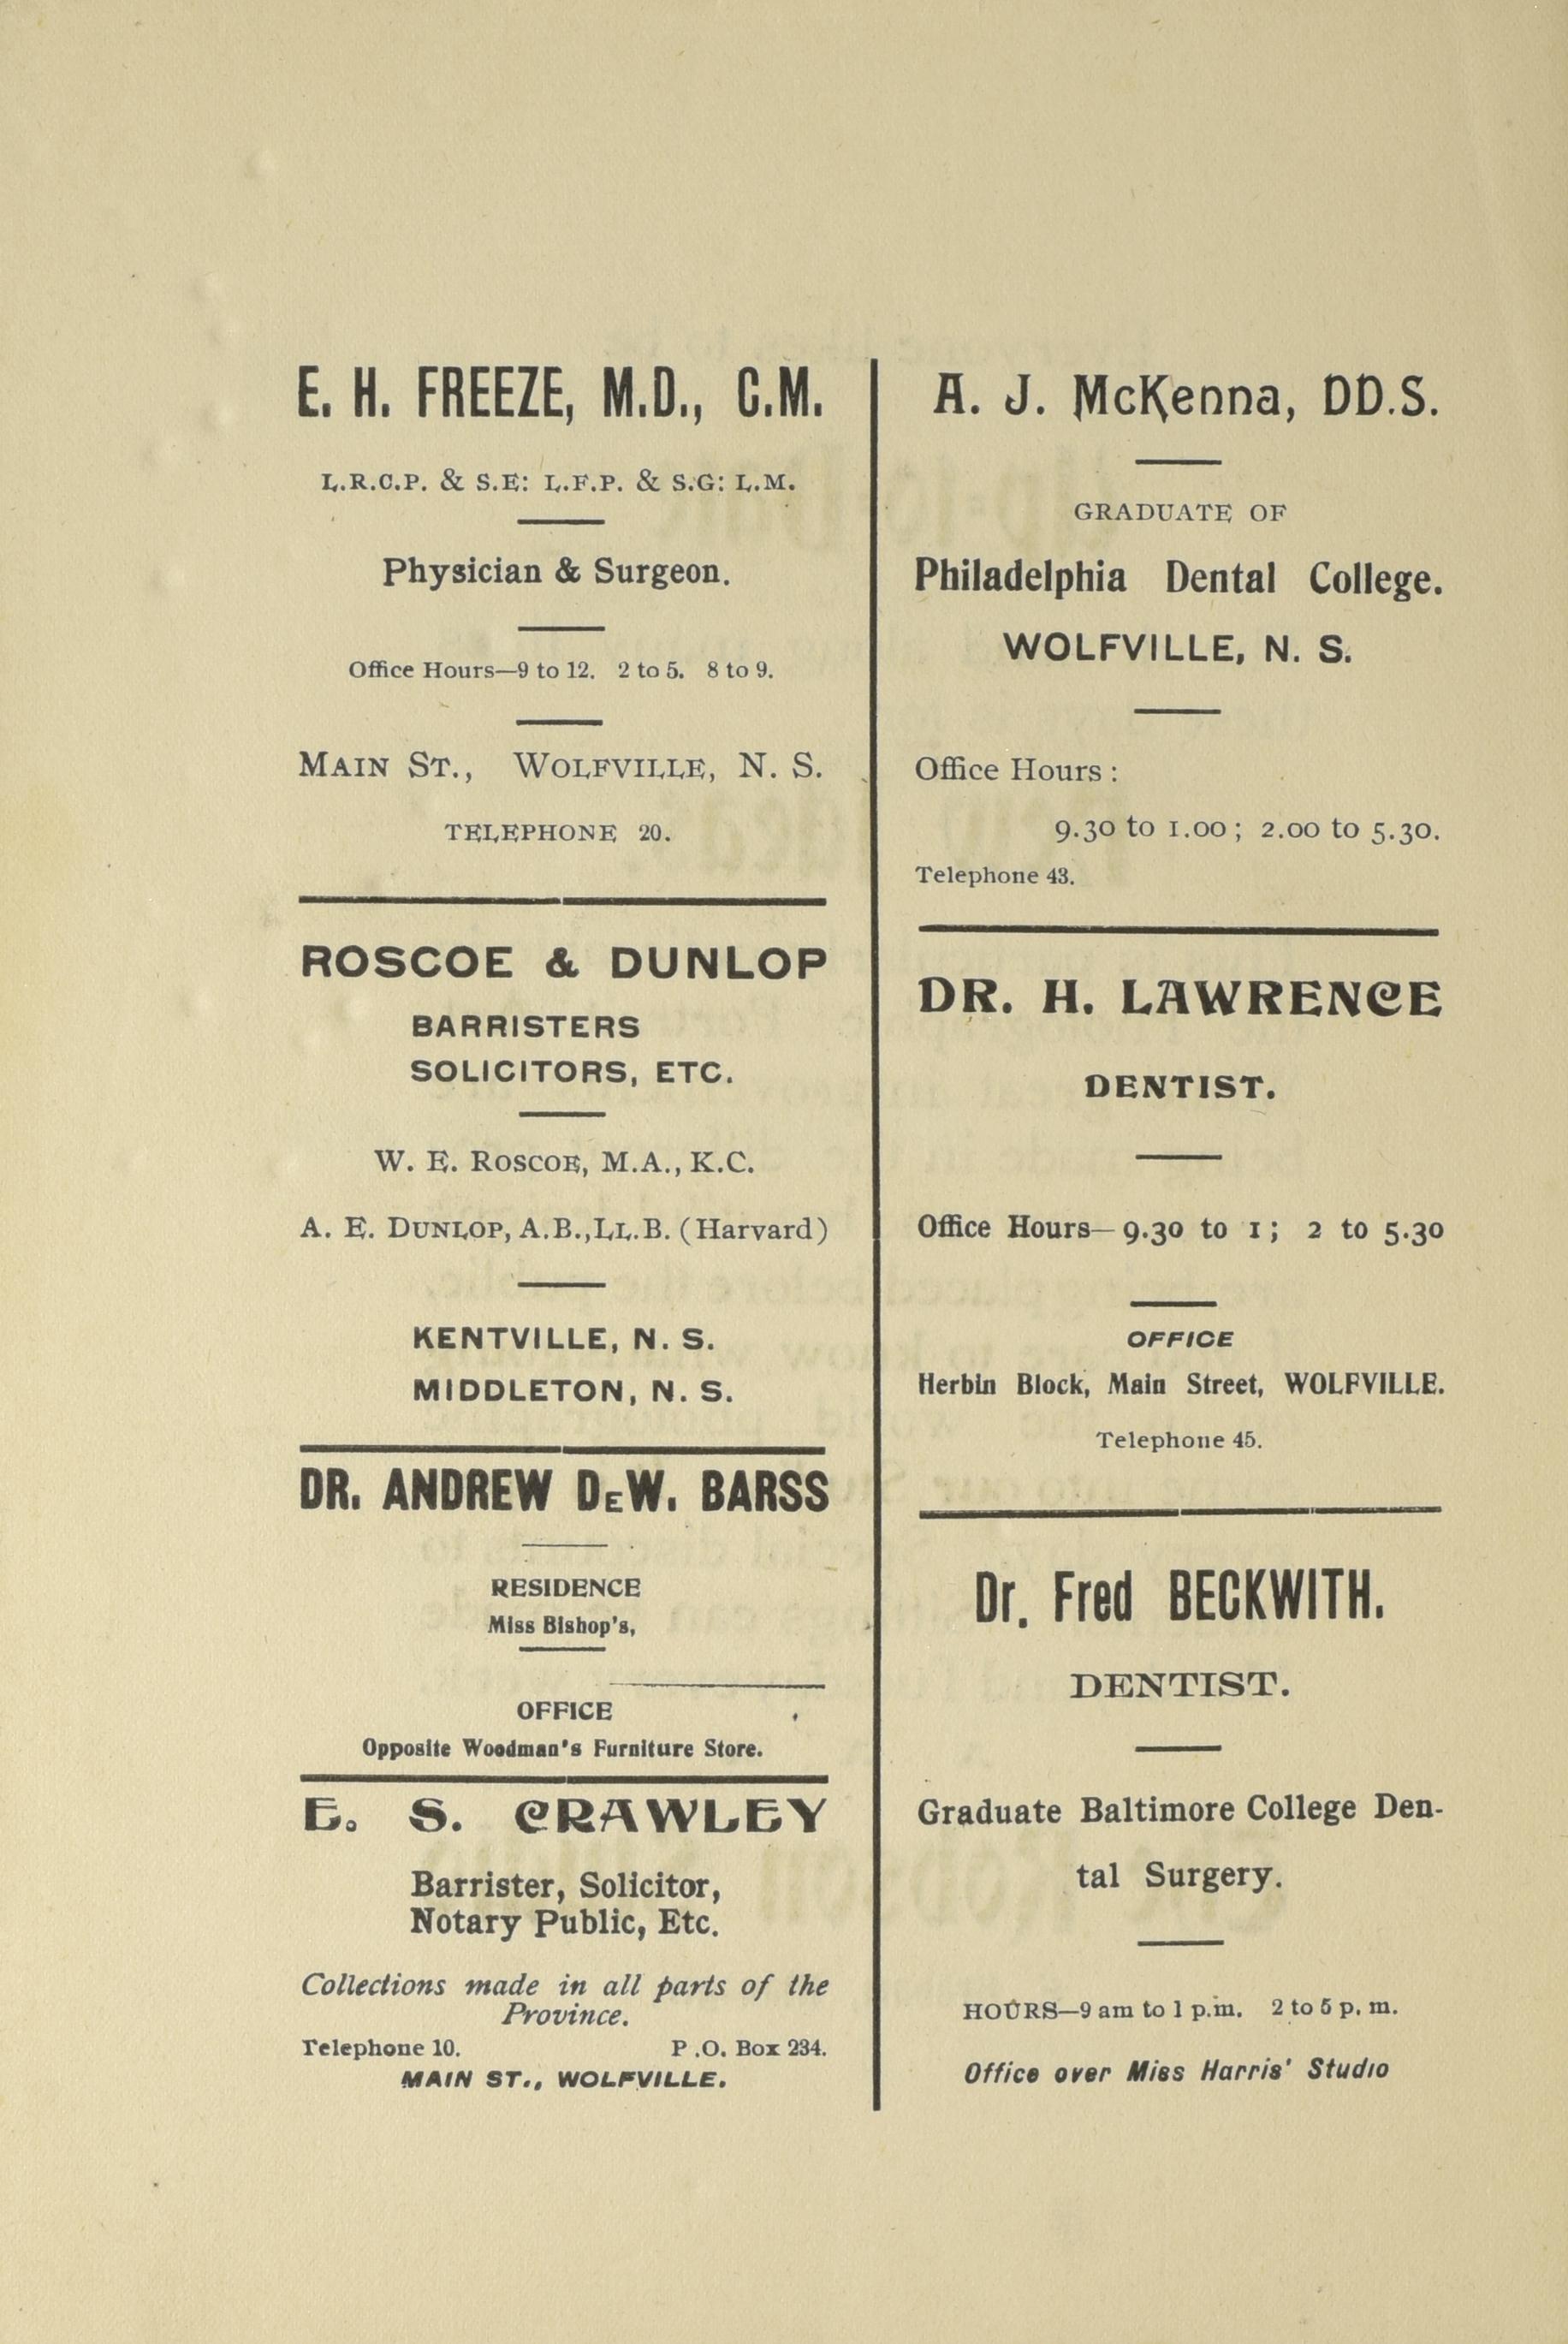 E. H. FREEZE, M.D., C.M.
L.R.C.P. & S.E: L.F.P. & S.G: L.M.
Physician & Surgeon.
Office Hours—9 to 12. 2 to 5. 8 to 9.
MAIN ST., WOLFVILLE, N. S.
TELEPHONE 20.
ROSCOE & DUNLOP
BARRISTERS
SOLICITORS, ETC.
W. E. ROSCOE, M.A., K.C.
A. E. DUNLOP, A.B.,LL.B. (Harvard)
KENTVILLE, N. S.
MIDDLETON, N. S.
DR. ANDREW DEW. BARSS
RESIDENCE
Miss Bishop's,
OFFICE
Opposite Woodman's Furniture Store.
E. S. CRAWLEY
Barrister, Solicitor,
Notary Public, Etc.
Collections made in all parts of the
Province.
Telephone 10. P .O. Box 234.
MAIN ST., WOLFVILLE.
A. J. McKenna, DD.S.
GRADUATE OF
Philadelphia Dental College.
WOLFVILLE, N. S.
Office Hours :
9.30 to 1.00 ; 2.00 to 5.30.
Telephone 43.
DR. H. LAWRENCE
DENTIST.
Office Hours—9.30 to 1 ; 2 to 5.30
OFFICE
Herbin Block, Main Street, WOLFVILLE.
Telephone 45.
Dr. Fred BECKWITH.
DENTIST.
Graduate Baltimore College Den-
tal Surgery.
HOURS—9 am to 1 p.m. 2 to 5 p. m.
Office over Miss Harris' Studio